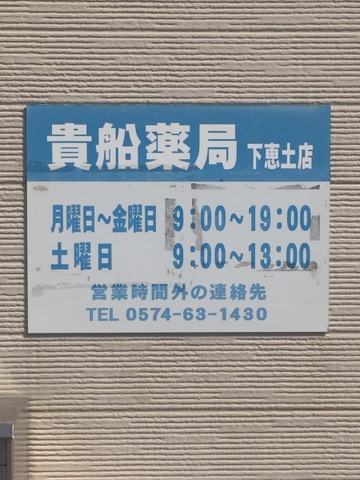 貴船薬局 下恵土店
月曜日～金曜日 9:00～19:00
土曜日 9:00～13:00
営業時間外の連絡先
TEL 0574-63-1430